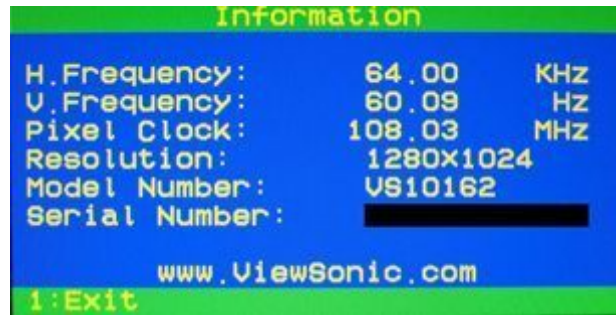 Information
H.Frequency: 64.00 KHz
V.Frequency: 60.09 Hz
Pixel Clock: 108.03 MHz
Resolution: 1280X1024
Model Number: VS10162
Serial Number:
www.ViewSonic.com
1:Exit